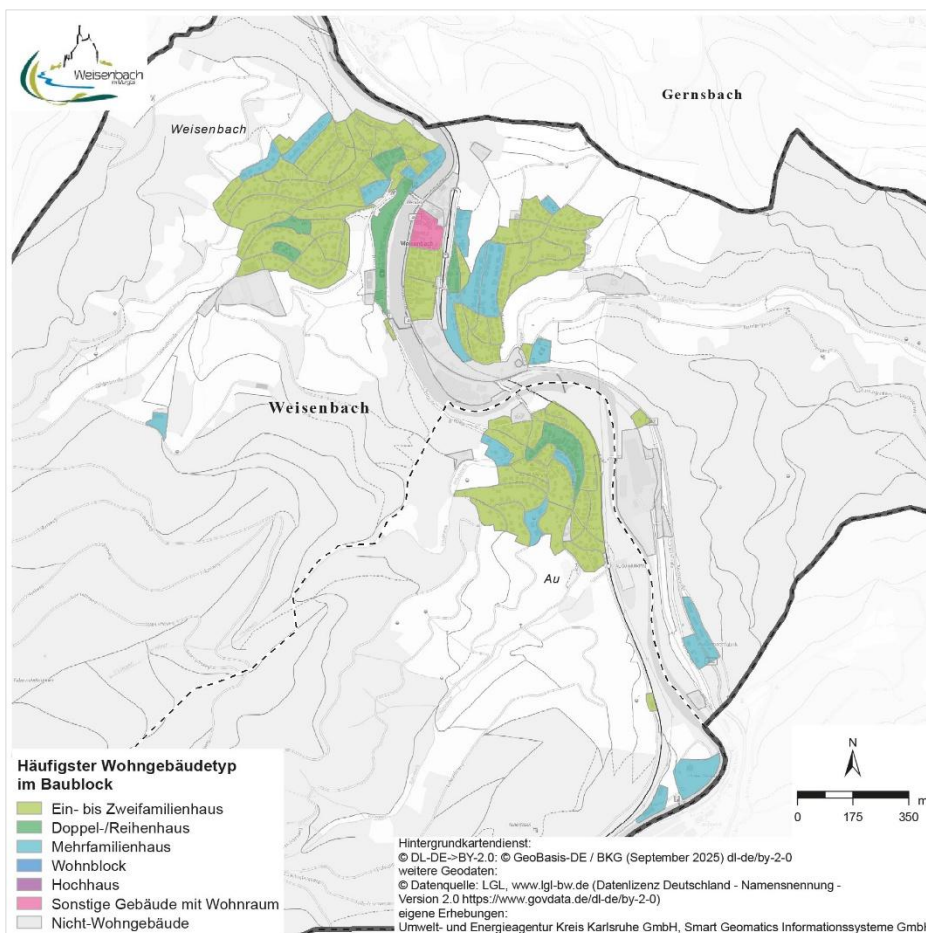 Weisenbach
Gernsbach
Weisenbach
Weisenbach
Au
N
0 175 350
m
Häufigster Wohngebäudetyp
im Baublock
Ein- bis Zweifamilienhaus
Doppel-/Reihenhaus
Mehrfamilienhaus
Wohnblock
Hochhaus
Sonstige Gebäude mit Wohnraum
Nicht-Wohngebäude
Hintergrundkartendienst:
© DL-DE->BY-2.0: © GeoBasis-DE / BKG (September 2025) dl-de/by-2-0
weitere Geodaten:
© Datenquelle: LGL, www.lgl-bw.de (Datenlizenz Deutschland - Namensnennung -
Version 2.0 https://www.govdata.de/dl-de/by-2-0)
eigene Erhebungen:
Umwelt- und Energieagentur Kreis Karlsruhe GmbH, Smart Geomatics Informationssysteme GmbH